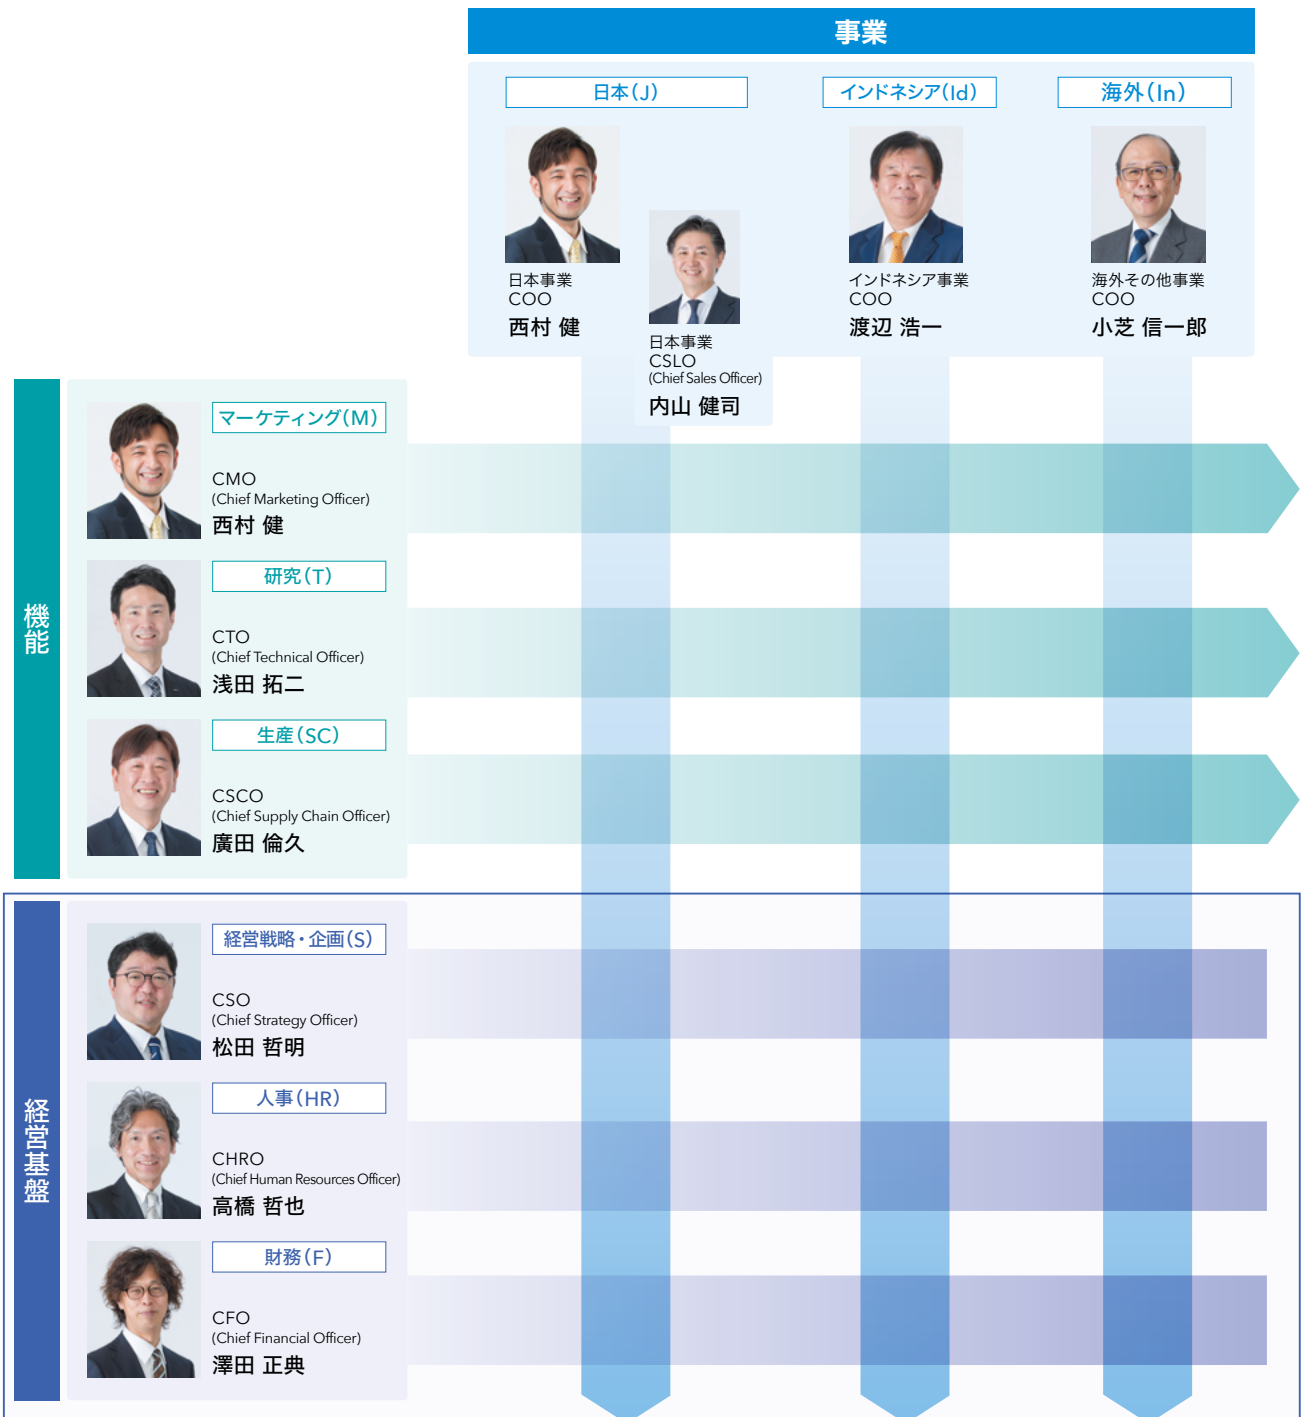 事業
日本(J)
インドネシア(Id)
海外(In)
日本事業
COO
西村 健
日本事業
CSLO
(Chief Sales Officer)
内山 健司
インドネシア事業
COO
渡辺 浩一
海外その他事業
COO
小芝 信一郎
機能
マーケティング(M)
CMO
(Chief Marketing Officer)
西村 健
研究(T)
CTO
(Chief Technical Officer)
浅田 拓二
生産(SC)
CSCO
(Chief Supply Chain Officer)
廣田 倫久
経営基盤
経営戦略・企画(S)
CSO
(Chief Strategy Officer)
松田 哲明
人事(HR)
CHRO
(Chief Human Resources Officer)
高橋 哲也
財務(F)
CFO
(Chief Financial Officer)
澤田 正典